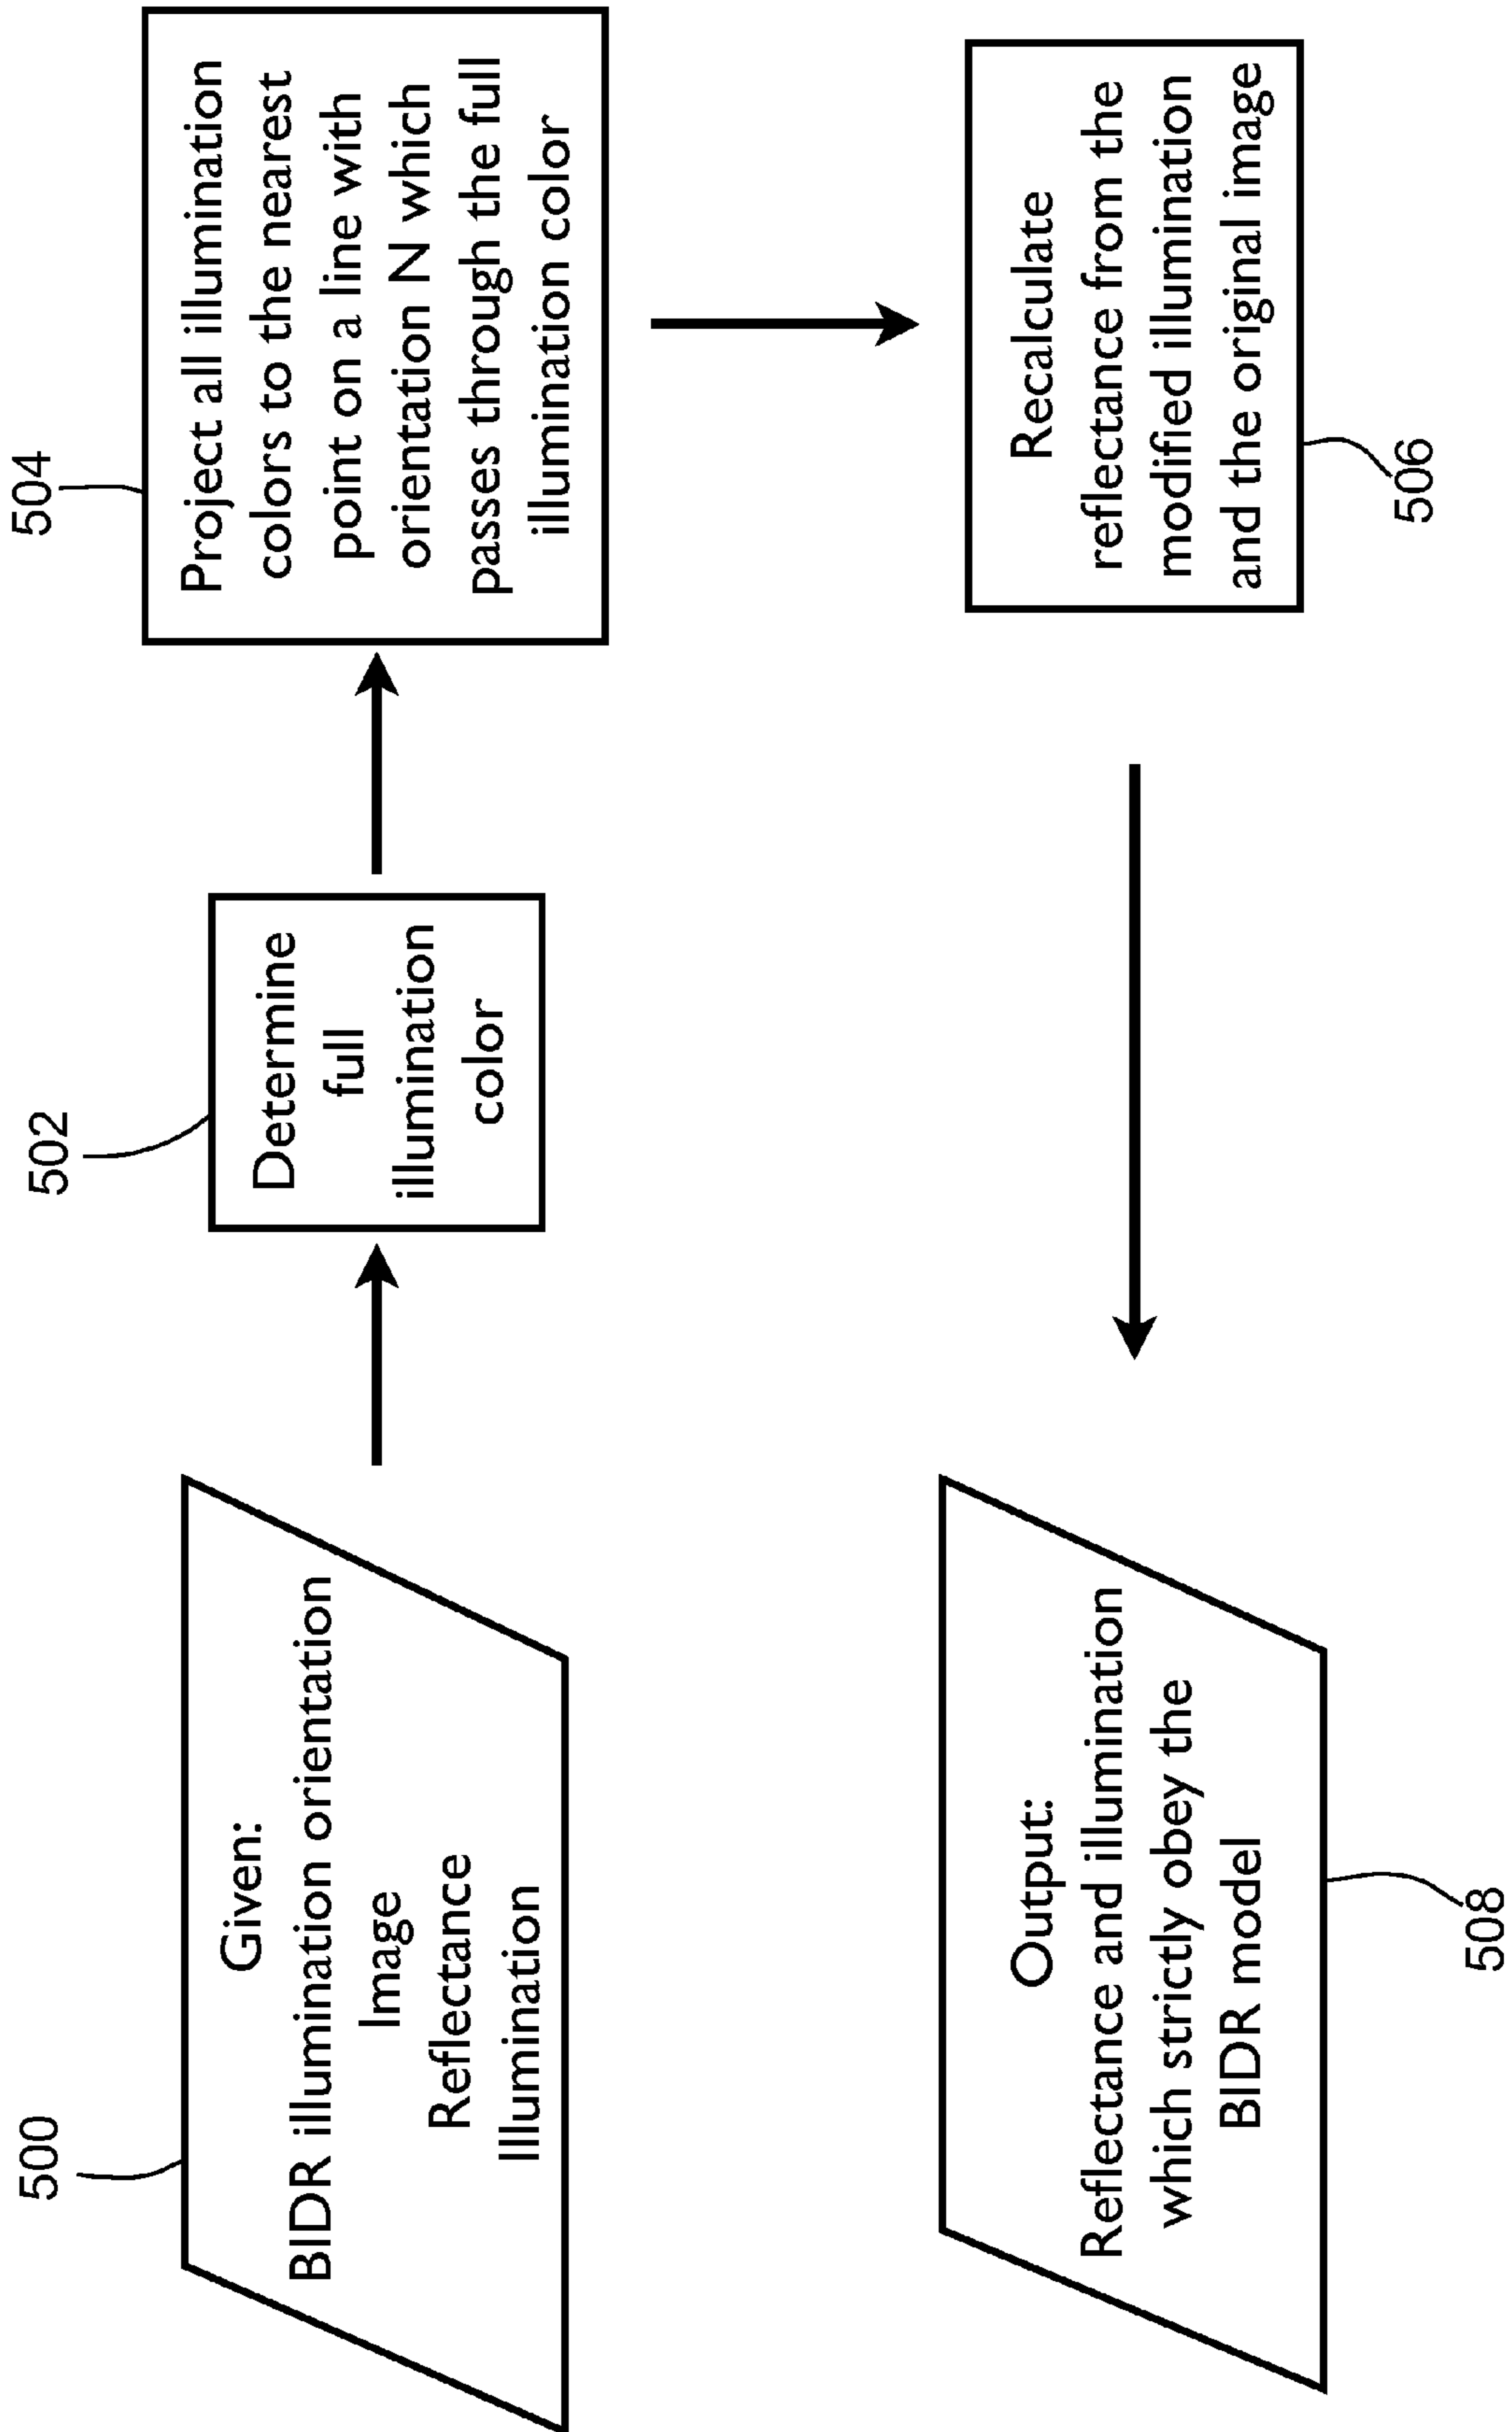 500
Given:
BIDR illumination orientation
Image
Reflectance
Illumination
502
Determine
full
illumination
color
504
Project all illumination
colors to the nearest
point on a line with
orientation N which
passes through the full
illumination color
Recalculate
reflectance from the
modified illumination
and the original image
506
Output:
Reflectance and illumination
which strictly obey the
BIDR model
508